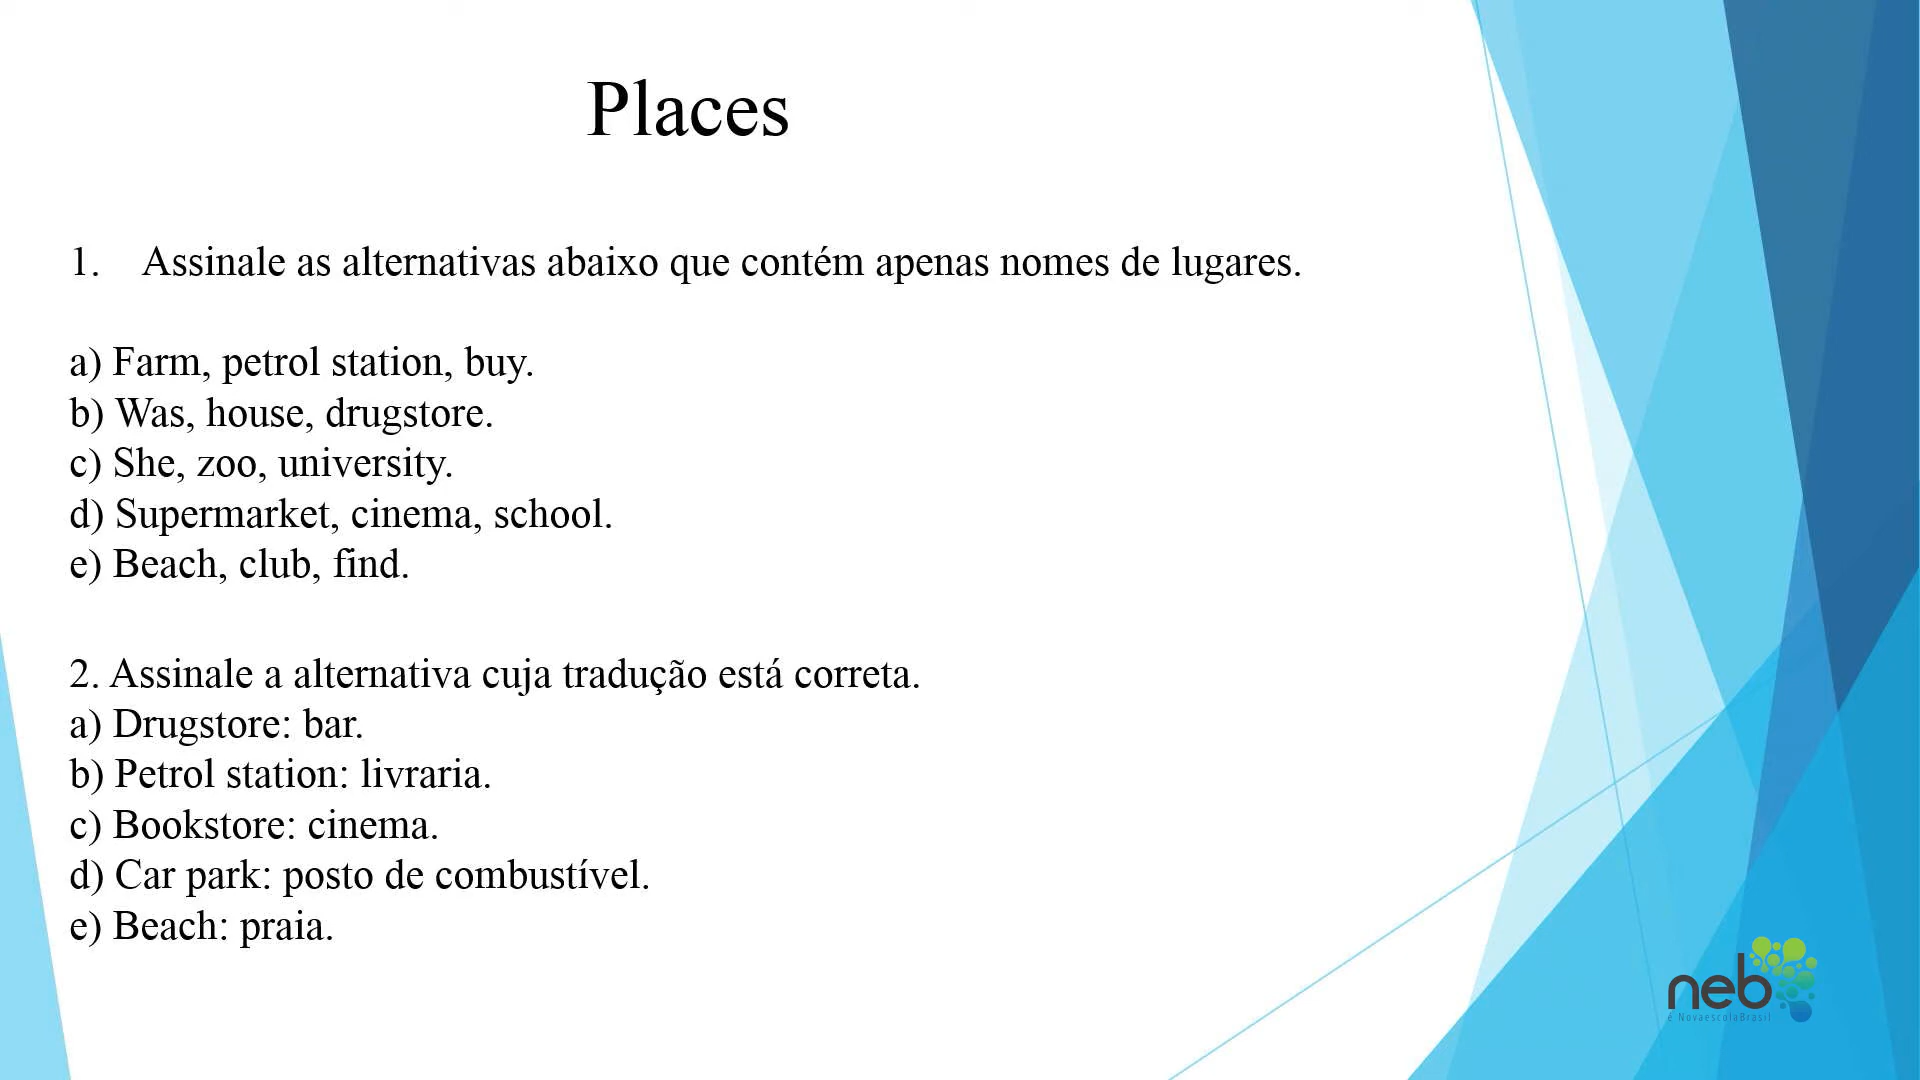 Places
1. Assinale as alternativas abaixo que contém apenas nomes de lugares.
a) Farm, petrol station, buy.
b) Was, house, drugstore.
c) She, zoo, university.
d) Supermarket, cinema, school.
e) Beach, club, find.
2. Assinale a alternativa cuja tradução está correta.
a) Drugstore: bar.
b) Petrol station: livraria.
c) Bookstore: cinema.
d) Car park: posto de combustível.
e) Beach: praia.
neb
é NovaescolaBrasil